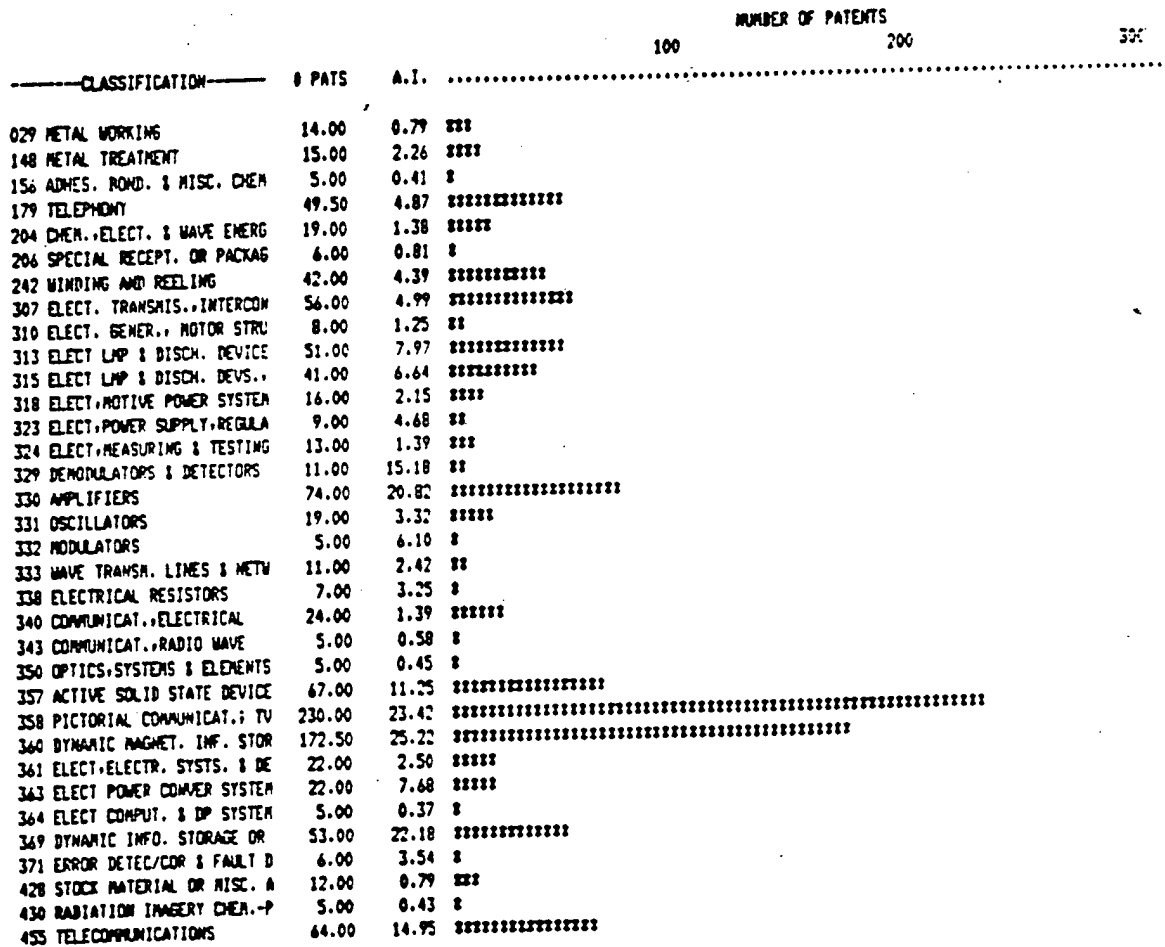 NUMBER OF PATENTS
100 200 300
---------CLASSIFICATION------- # PATS A.I.
029 METAL WORKING 14.00 0.79
148 METAL TREATMENT 15.00 2.26
156 ADHES. BOND. & MISC. CHEM 5.00 0.41
179 TELEPHONY 49.50 4.87
204 CHEM.,ELECT. & WAVE ENERG 19.00 1.38
206 SPECIAL RECEPT. OR PACKAG 6.00 0.81
242 WINDING AND REELING 42.00 4.39
307 ELECT. TRANSMIS.,INTERCON 56.00 4.99
310 ELECT. GENER., MOTOR STRU 8.00 1.25
313 ELECT LMP & DISCH. DEVICE 51.00 7.97
315 ELECT LMP & DISCH. DEVS., 41.00 6.64
318 ELECT,MOTIVE POWER SYSTEM 16.00 2.15
323 ELECT,POWER SUPPLY,REGULA 9.00 4.68
324 ELECT,MEASURING & TESTING 13.00 1.39
329 DEMODULATORS & DETECTORS 11.00 15.18
330 AMPLIFIERS 74.00 20.82
331 OSCILLATORS 19.00 3.32
332 MODULATORS 5.00 6.10
333 WAVE TRANSM. LINES & NETW 11.00 2.42
338 ELECTRICAL RESISTORS 7.00 3.25
340 COMMUNICAT.,ELECTRICAL 24.00 1.39
343 COMMUNICAT.,RADIO WAVE 5.00 0.58
350 OPTICS,SYSTEMS & ELEMENTS 5.00 0.45
357 ACTIVE SOLID STATE DEVICE 67.00 11.25
358 PICTORIAL COMMUNICAT.; TV 230.00 23.42
360 DYNAMIC MAGNET. INF. STOR 172.50 25.22
361 ELECT,ELECTR. SYSTS. & DE 22.00 2.50
363 ELECT POWER CONVER SYSTEM 22.00 7.68
364 ELECT COMPUT. & DP SYSTEM 5.00 0.37
369 DYNAMIC INFO. STORAGE OR 53.00 22.18
371 ERROR DETEC/COR & FAULT D 6.00 3.54
428 STOCK MATERIAL OR MISC. A 12.00 0.79
430 RADIATION IMAGERY CHEM.-P 5.00 0.43
455 TELECOMMUNICATIONS 64.00 14.95